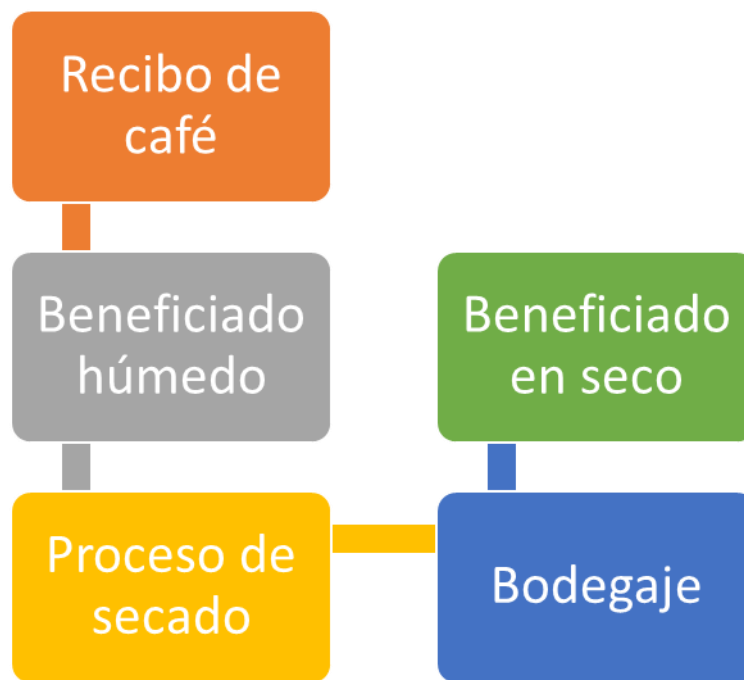 Recibo de
café
Beneficiado
húmedo
Proceso de
secado
Bodegaje
Beneficiado
en seco